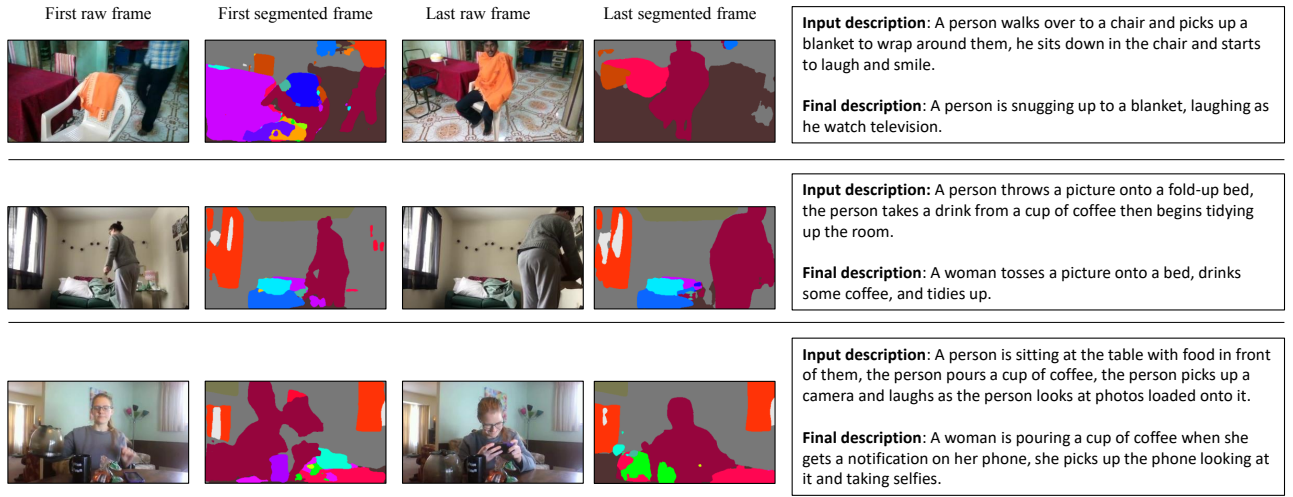 First raw frame
First segmented frame
Last raw frame
Last segmented frame
Input description: A person walks over to a chair and picks up a
blanket to wrap around them, he sits down in the chair and starts
to laugh and smile.
Final description: A person is snugging up to a blanket, laughing as
he watch television.
Input description: A person throws a picture onto a fold-up bed,
the person takes a drink from a cup of coffee then begins tidying
up the room.
Final description: A woman tosses a picture onto a bed, drinks
some coffee, and tidies up.
Input description: A person is sitting at the table with food in front
of them, the person pours a cup of coffee, the person picks up a
camera and laughs as the person looks at photos loaded onto it.
Final description: A woman is pouring a cup of coffee when she
gets a notification on her phone, she picks up the phone looking at
it and taking selfies.